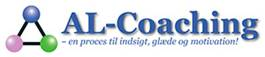 AL-Coaching
– en proces til indsigt, glæde og motivation!